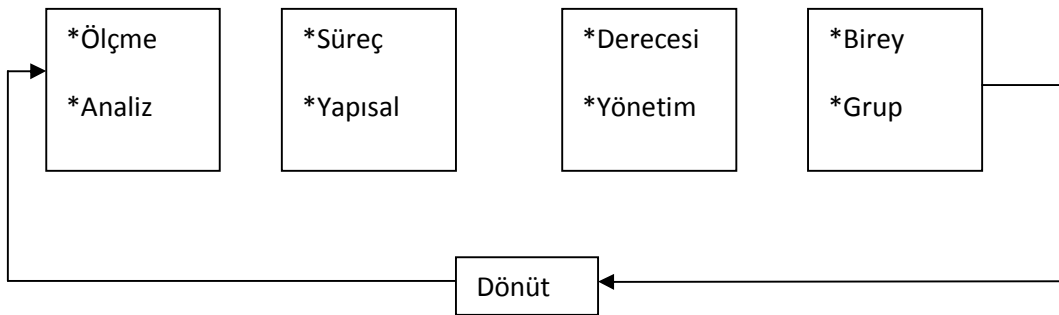 *Ölçme
*Analiz
*Süreç
*Yapısal
*Derecesi
*Yönetim
*Birey
*Grup
Dönüt